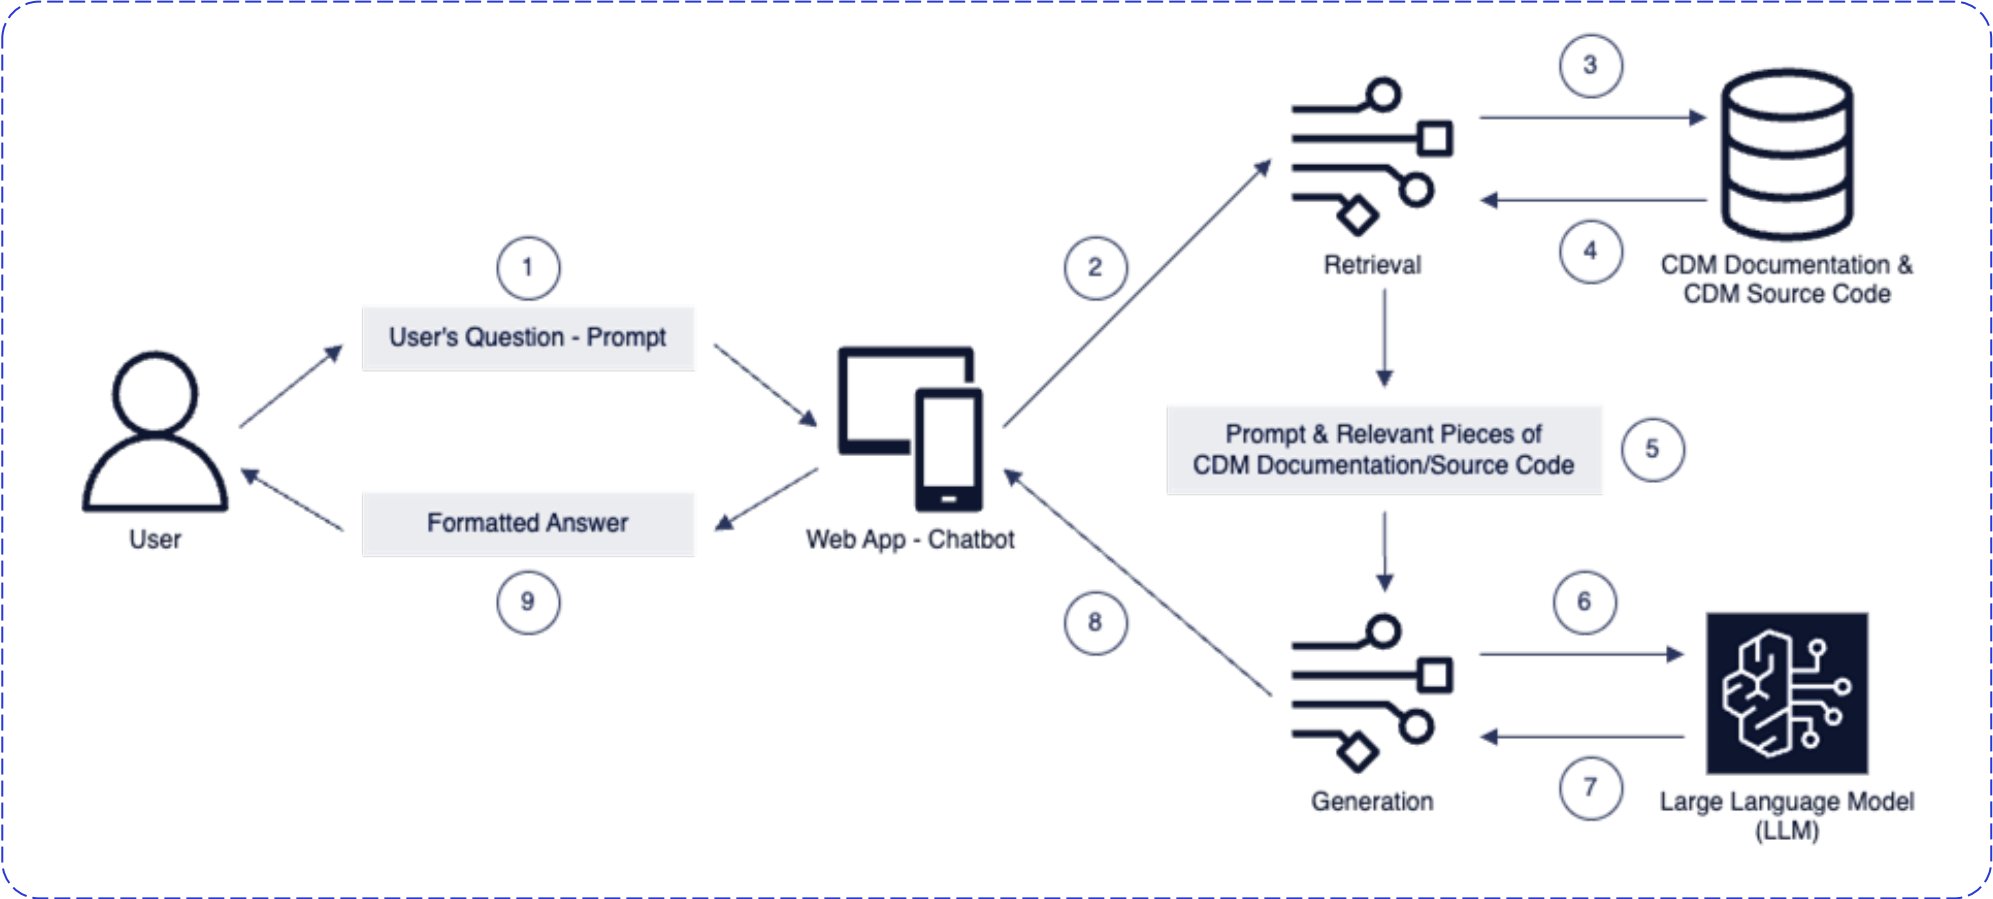 1
User's Question - Prompt
User
Formatted Answer
9
Web App - Chatbot
2
Retrieval
3
4
CDM Documentation &
CDM Source Code
Prompt & Relevant Pieces of
CDM Documentation/Source Code
5
Generation
6
7
Large Language Model
(LLM)
8